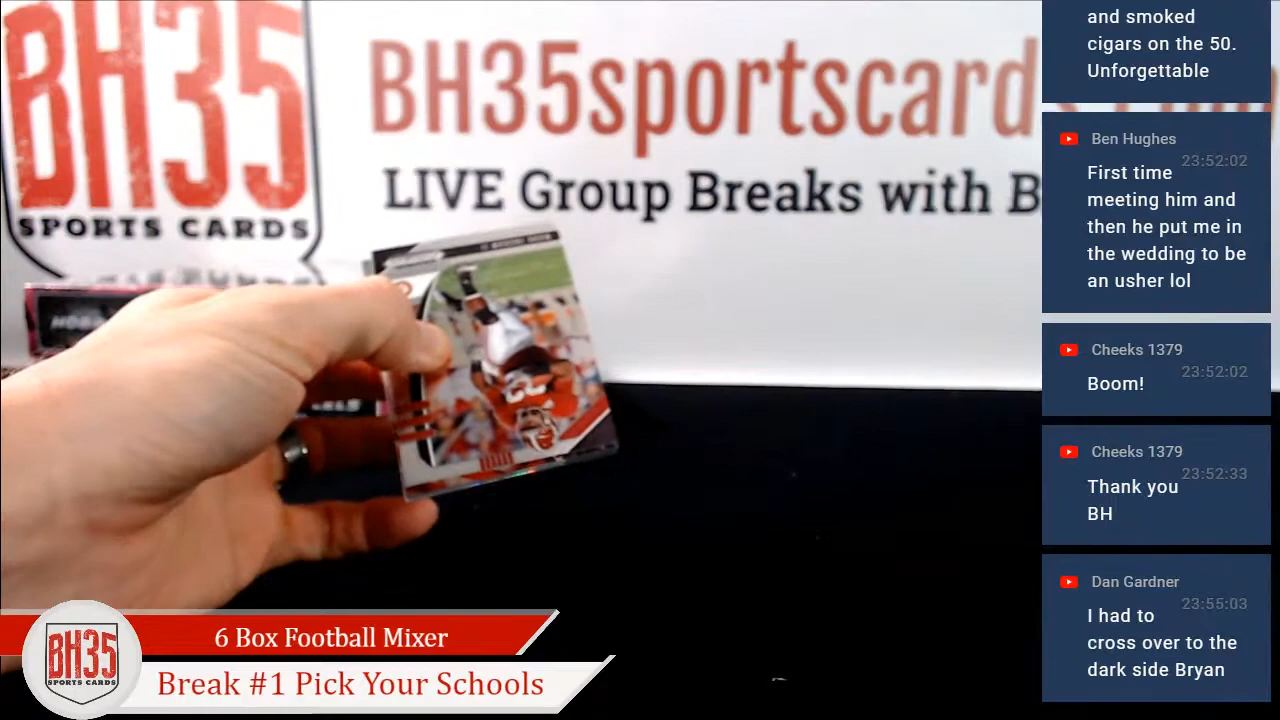 BH35
SPORTS CARDS
BH35sportscard
LIVE Group Breaks with B
22
6 Box Football Mixer
Break #1 Pick Your Schools
BH35
SPORTS CARDS
and smoked
cigars on the 50.
Unforgettable
Ben Hughes
23:52:02
First time
meeting him and
then he put me in
the wedding to be
an usher lol
Cheeks 1379
23:52:02
Boom!
Cheeks 1379
23:52:33
Thank you
BH
Dan Gardner
23:55:03
I had to
cross over to the
dark side Bryan